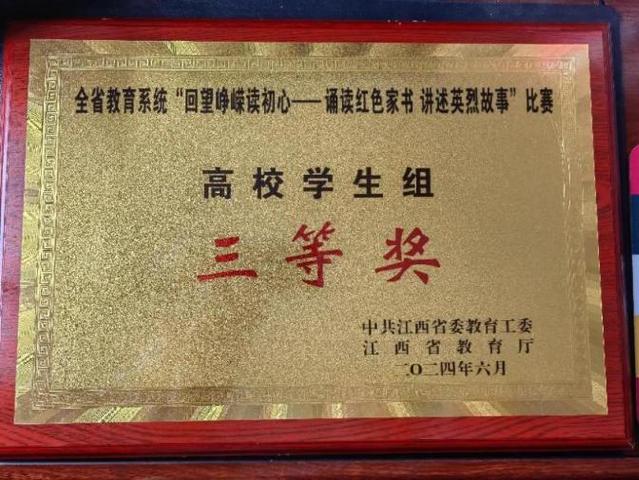 全省教育系统“回望峥嵘读初心——诵读红色家书 讲述英烈故事”比赛
高校学生组
三等奖
中共江西省委教育工委
江西省教育厅
二〇二四年六月